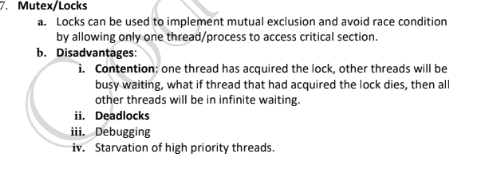 7. Mutex/Locks
a. Locks can be used to implement mutual exclusion and avoid race condition
by allowing only one thread/process to access critical section.
b. Disadvantages:
i. Contention: one thread has acquired the lock, other threads will be
busy waiting, what if thread that had acquired the lock dies, then all
other threads will be in infinite waiting.
ii. Deadlocks
iii. Debugging
iv. Starvation of high priority threads.